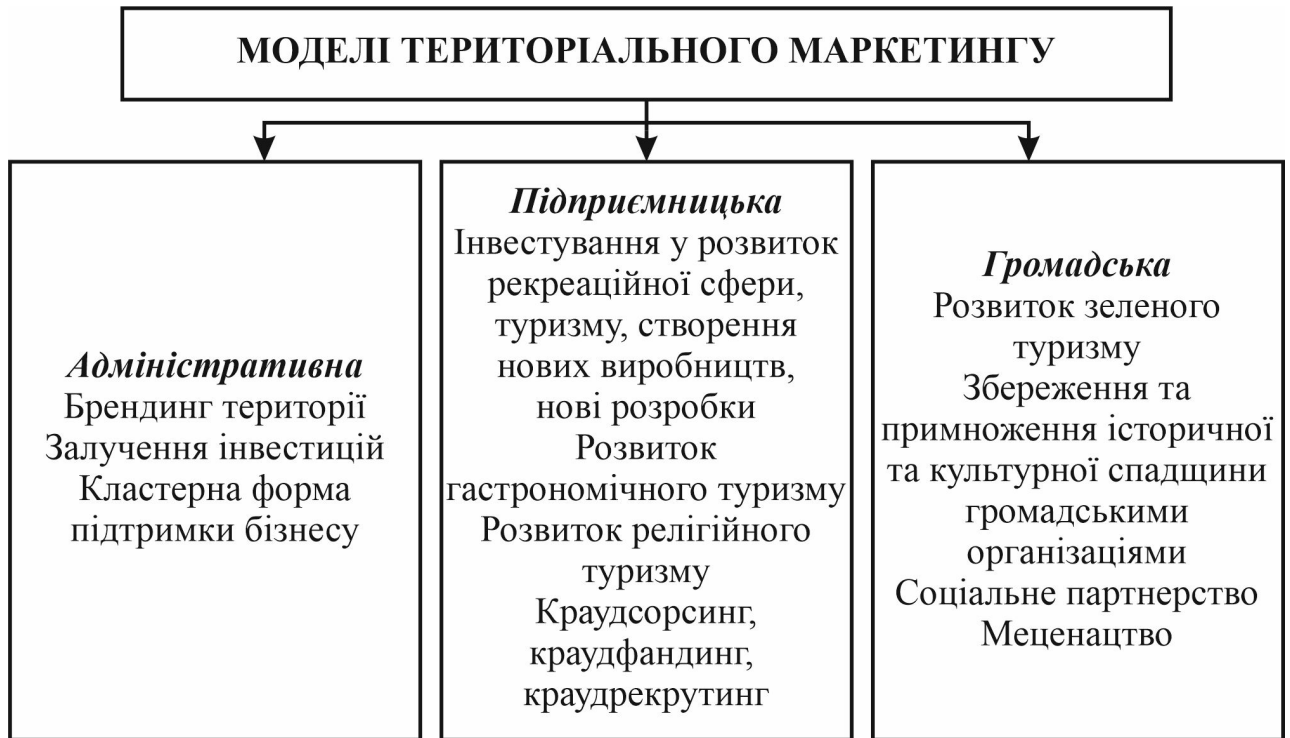 МОДЕЛІ ТЕРИТОРІАЛЬНОГО МАРКЕТИНГУ
Адміністративна
Брендинг території
Залучення інвестицій
Кластерна форма
підтримки бізнесу
Підприємницька
Інвестування у розвиток
рекреаційної сфери,
туризму, створення
нових виробництв,
нові розробки
Розвиток
гастрономічного туризму
Розвиток релігійного
туризму
Краудсорсинг,
краудфандинг,
краудрекрутинг
Громадська
Розвиток зеленого
туризму
Збереження та
примноження історичної
та культурної спадщини
громадськими
організаціями
Соціальне партнерство
Меценацтво